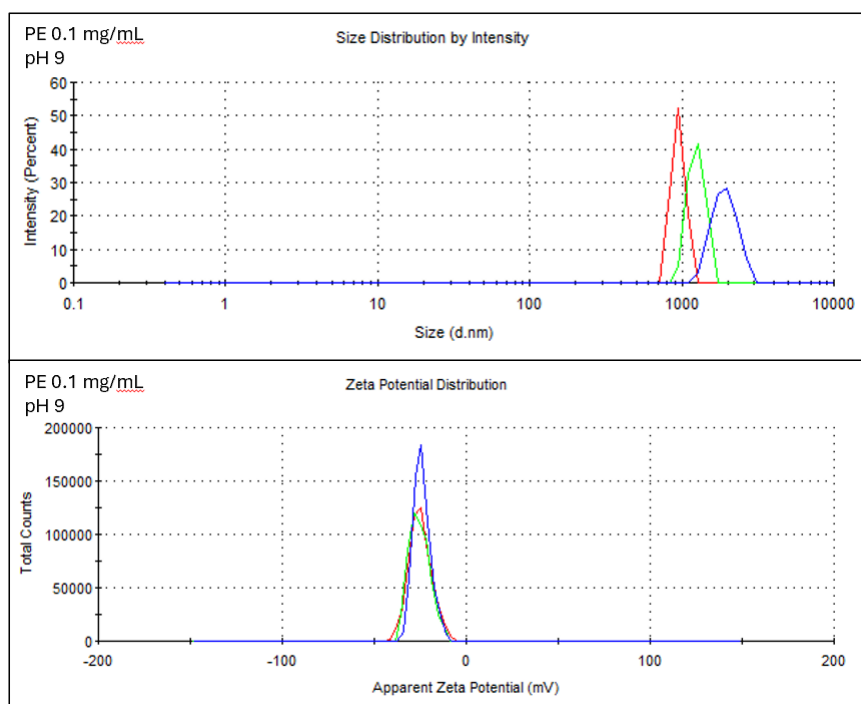 PE 0.1 mg/mL
pH 9
Size Distribution by Intensity
Intensity (Percent)
60
50
40
30
20
10
0
0.1 1 10 100 1000 10000
Size (d.nm)
PE 0.1 mg/mL
pH 9
Zeta Potential Distribution
Total Counts
200000
150000
100000
50000
0
-200 -100 0 100 200
Apparent Zeta Potential (mV)